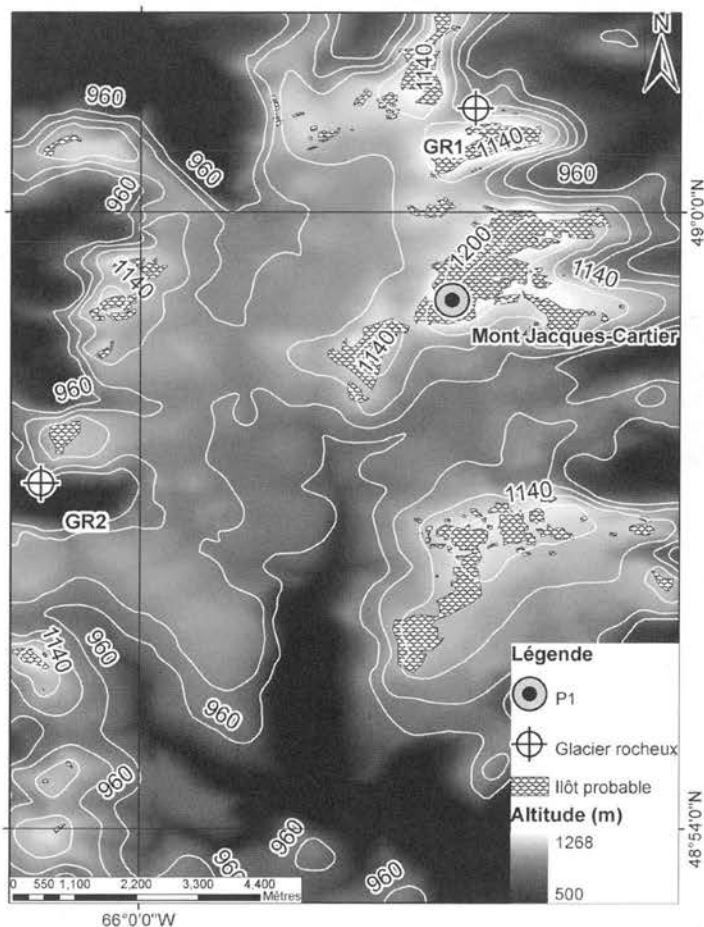 N
1140
960
GR1
1140
960
960
960
49°0'0"N
1200
1140
1140
Mont Jacques-Cartier
1140
960
GR2
1140
1140
960
960
960
960
960
960
Légende
P1
Glacier rocheux
Ilôt probable
Altitude (m)
1268
500
48°54'0"N
0 550 1,100 2,200 3,300 4,400
Mètres
66°0'0"W